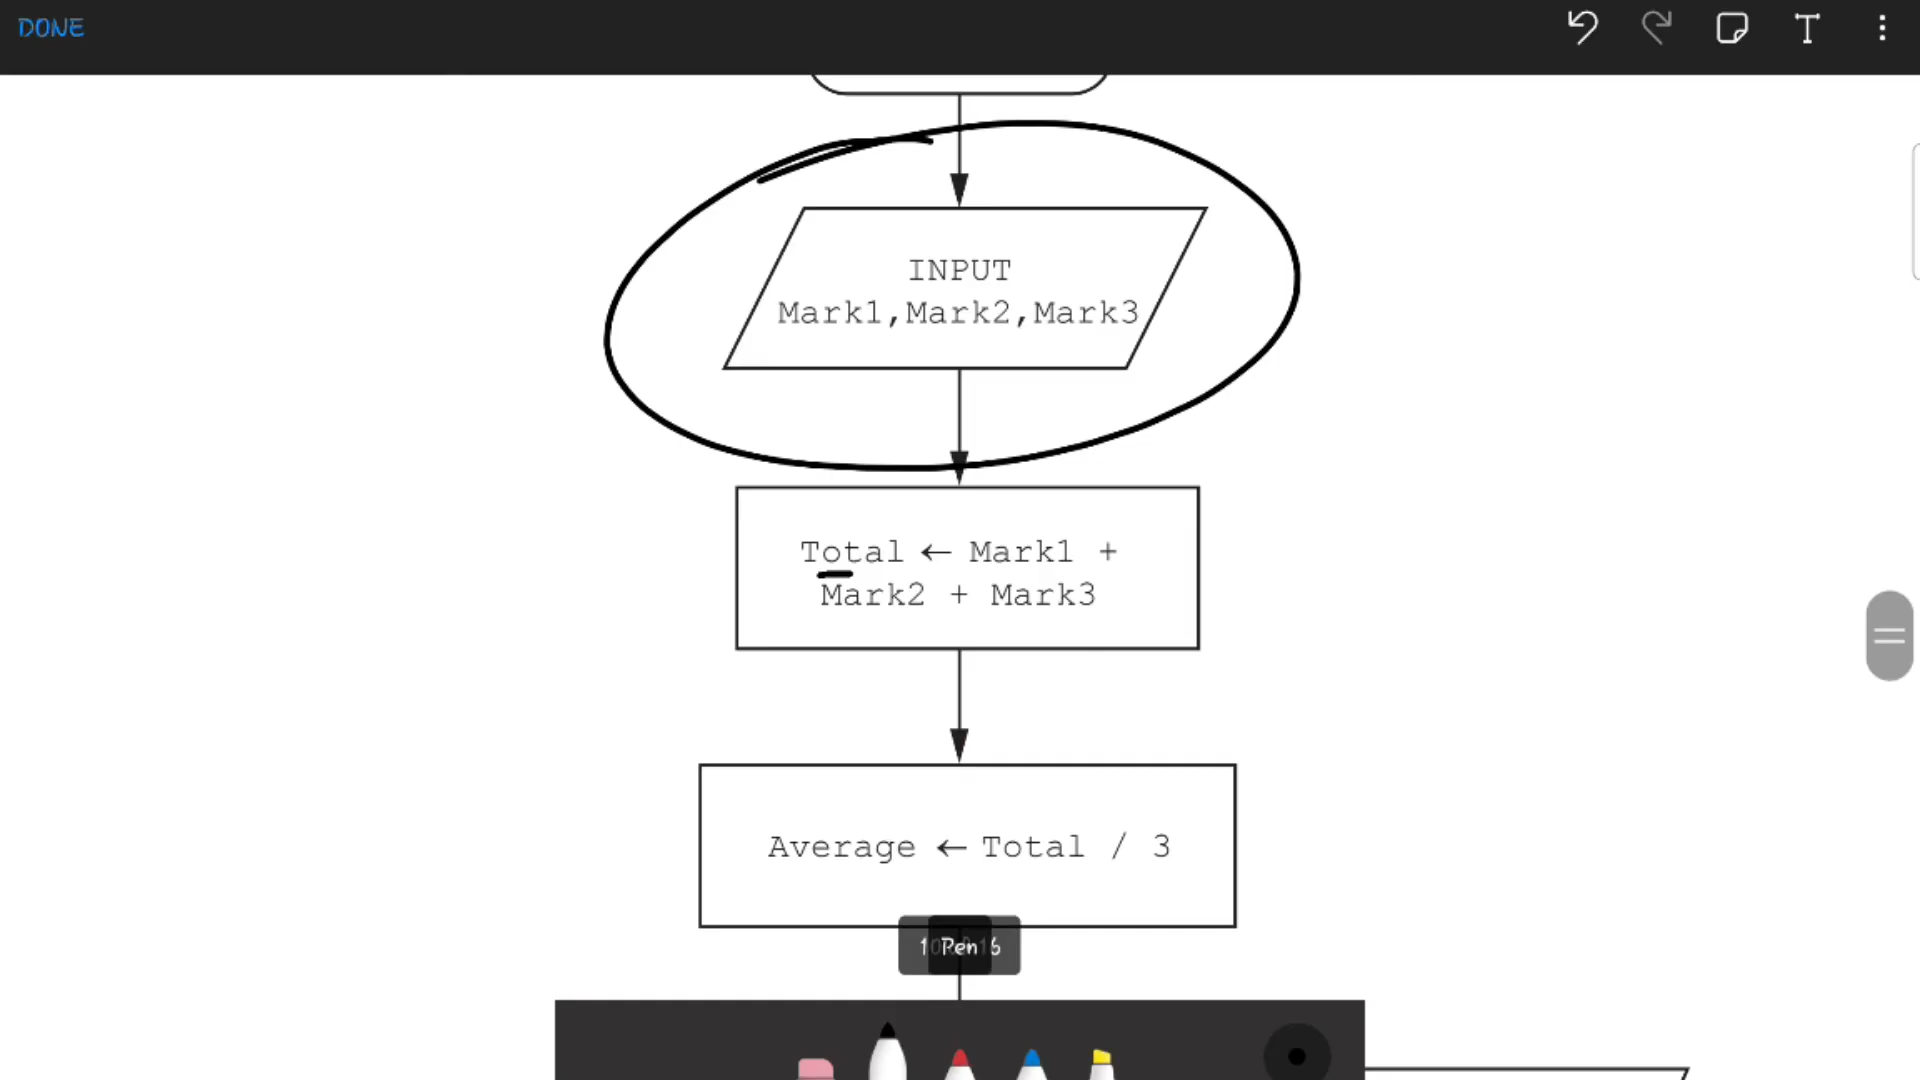 DONE
T
INPUT
Mark1,Mark2,Mark3
Total ← Mark1 +
Mark2 + Mark3
Average ← Total / 3
Pen